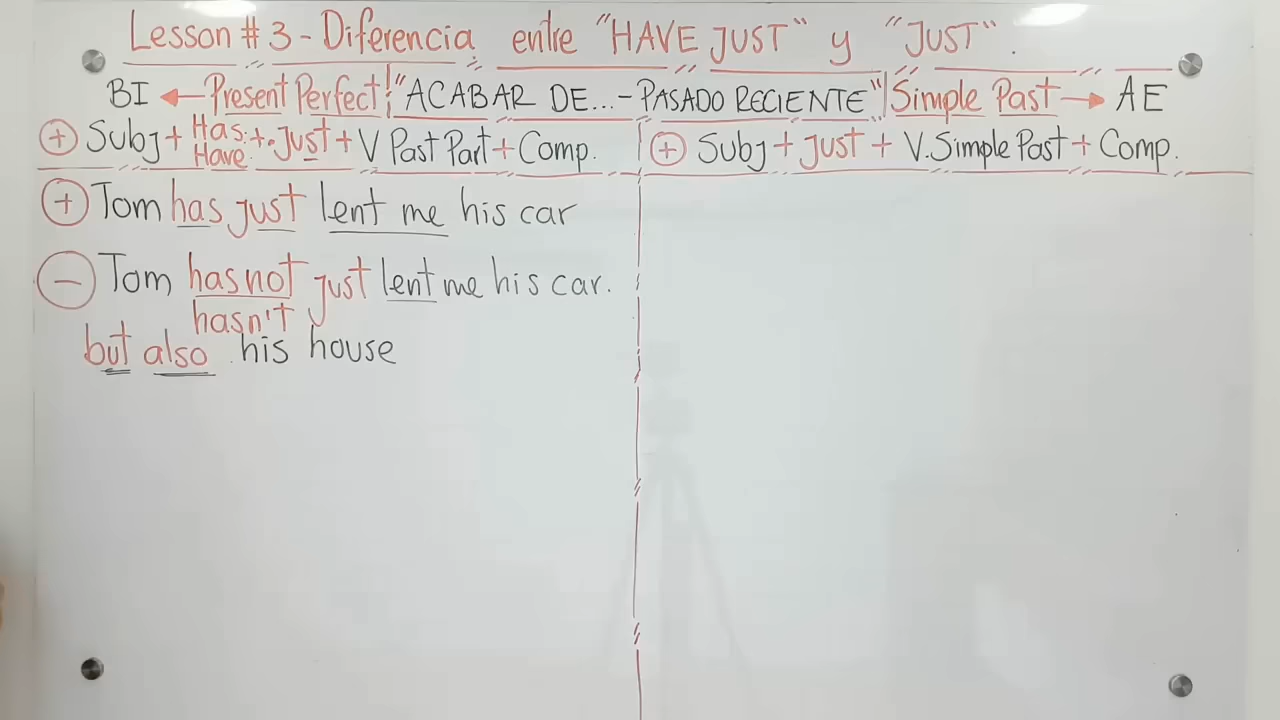 Lesson # 3 - Diferencia entre "HAVE JUST" y "JUST".
BI ← Present Perfect "ACABAR DE... - PASADO RECIENTE" Simple Past → AE
+ Subj + Has Have + Just + V Past Part + Comp.
+ Subj + Just + V. Simple Past + Comp.
+ Tom has just lent me his car
- Tom has not just lent me his car.
hasn't
but also his house